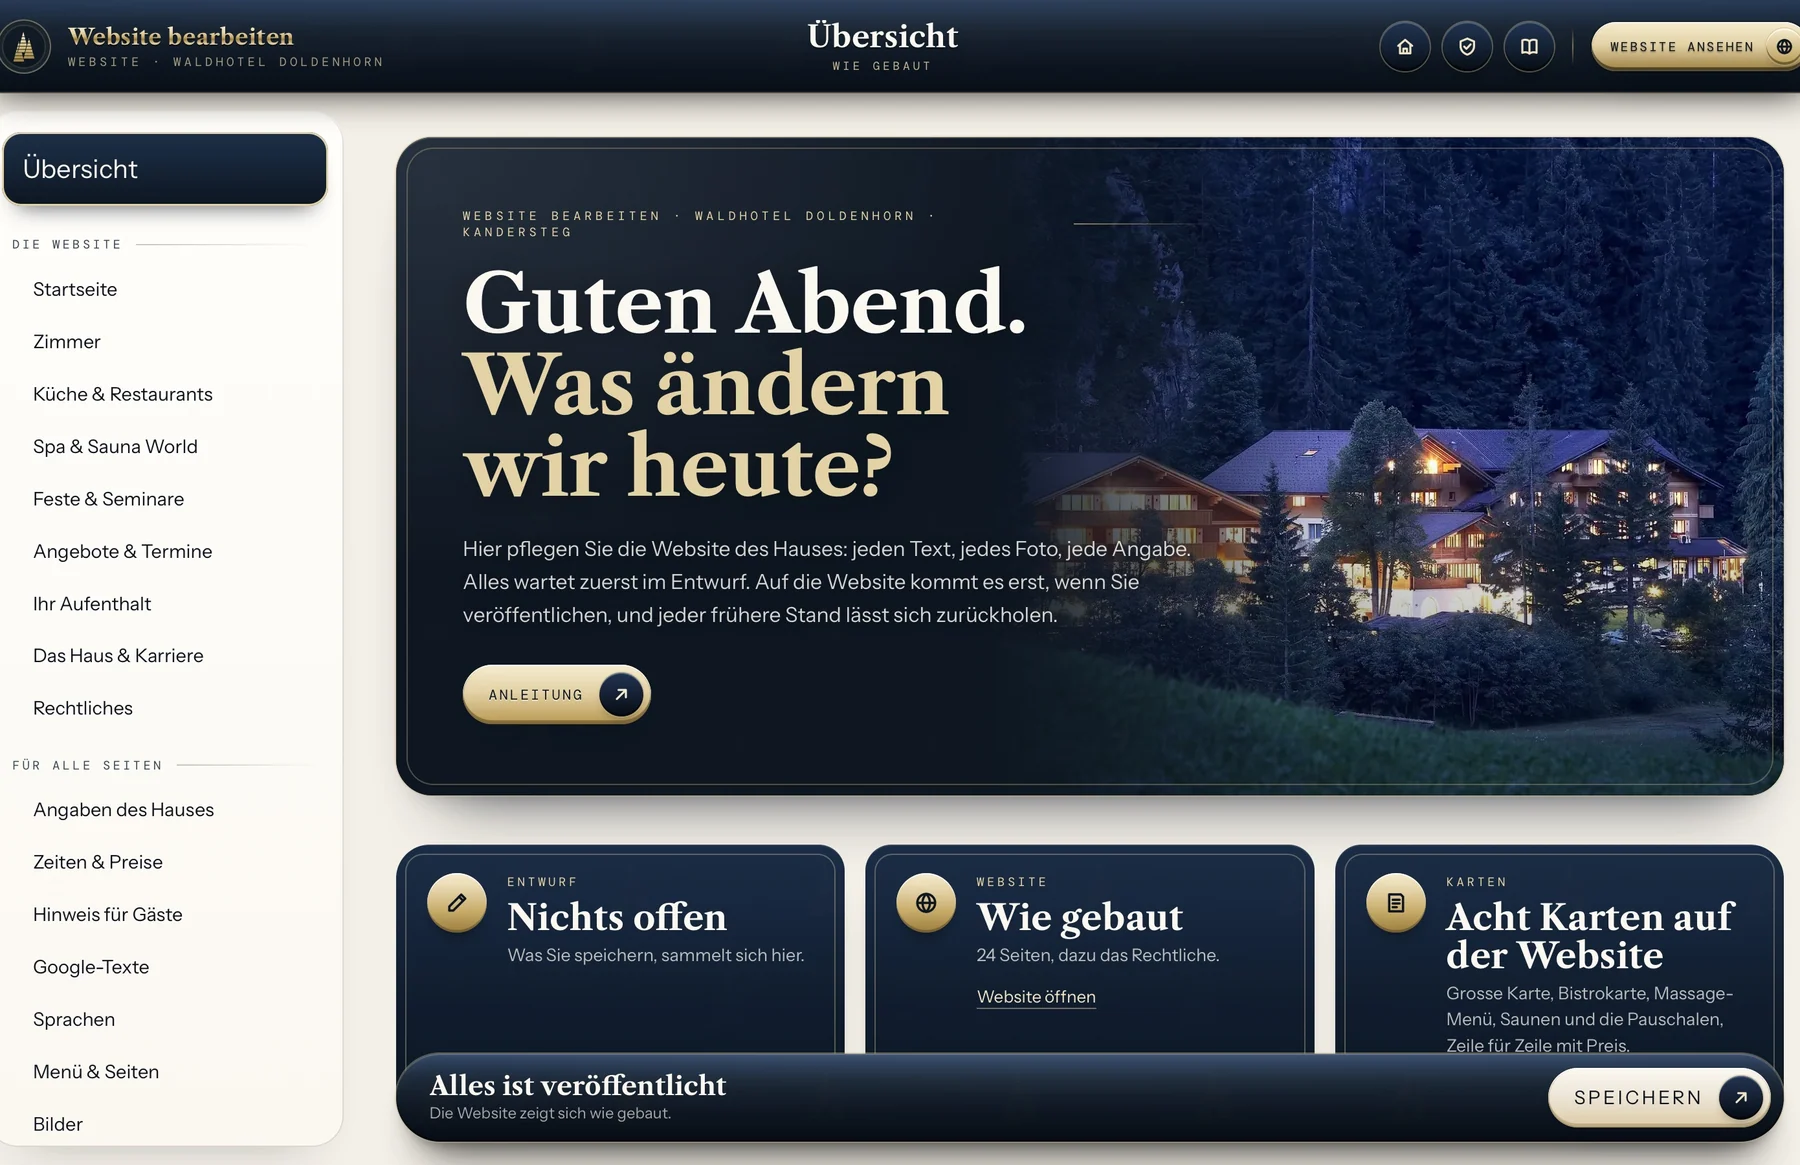 Website bearbeiten
WEBSITE · WALDHOTEL DOLDENHORN
Übersicht
WIE GEBAUT
WEBSITE ANSEHEN
Übersicht
DIE WEBSITE
Startseite
Zimmer
Küche & Restaurants
Spa & Sauna World
Feste & Seminare
Angebote & Termine
Ihr Aufenthalt
Das Haus & Karriere
Rechtliches
FÜR ALLE SEITEN
Angaben des Hauses
Zeiten & Preise
Hinweis für Gäste
Google-Texte
Sprachen
Menü & Seiten
Bilder
WEBSITE BEARBEITEN · WALDHOTEL DOLDENHORN ·
KANDERSTEG
Guten Abend.
Was ändern
wir heute?
Hier pflegen Sie die Website des Hauses: jeden Text, jedes Foto, jede Angabe.
Alles wartet zuerst im Entwurf. Auf die Website kommt es erst, wenn Sie
veröffentlichen, und jeder frühere Stand lässt sich zurückholen.
ANLEITUNG
ENTWURF
Nichts offen
Was Sie speichern, sammelt sich hier.
WEBSITE
Wie gebaut
24 Seiten, dazu das Rechtliche.
Website öffnen
KARTEN
Acht Karten auf
der Website
Grosse Karte, Bistrokarte, Massage-
Menü, Saunen und die Pauschalen,
Zeile für Zeile mit Preis.
Alles ist veröffentlicht
Die Website zeigt sich wie gebaut.
SPEICHERN